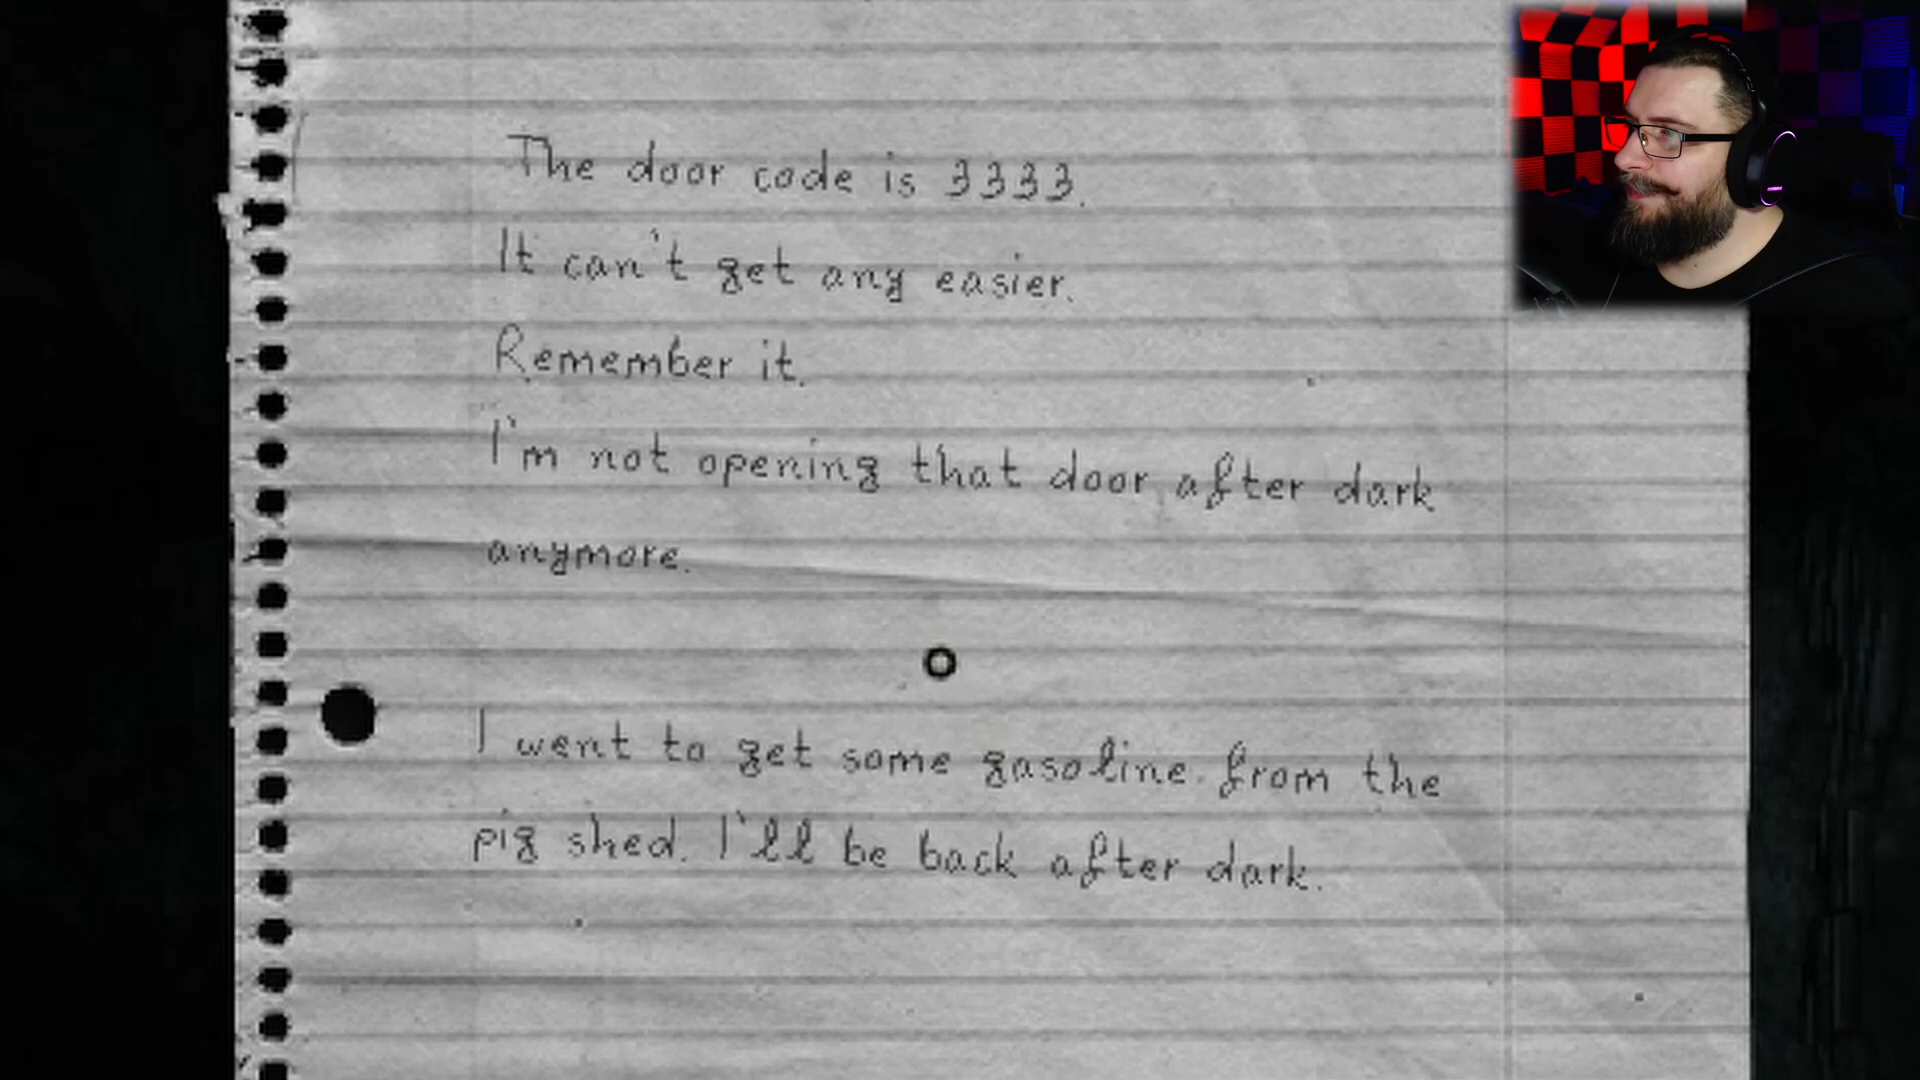 The door code is 3333.
It can't get any easier.
Remember it.
I'm not opening that door after dark
anymore.
I went to get some gasoline from the
pig shed. I'll be back after dark.